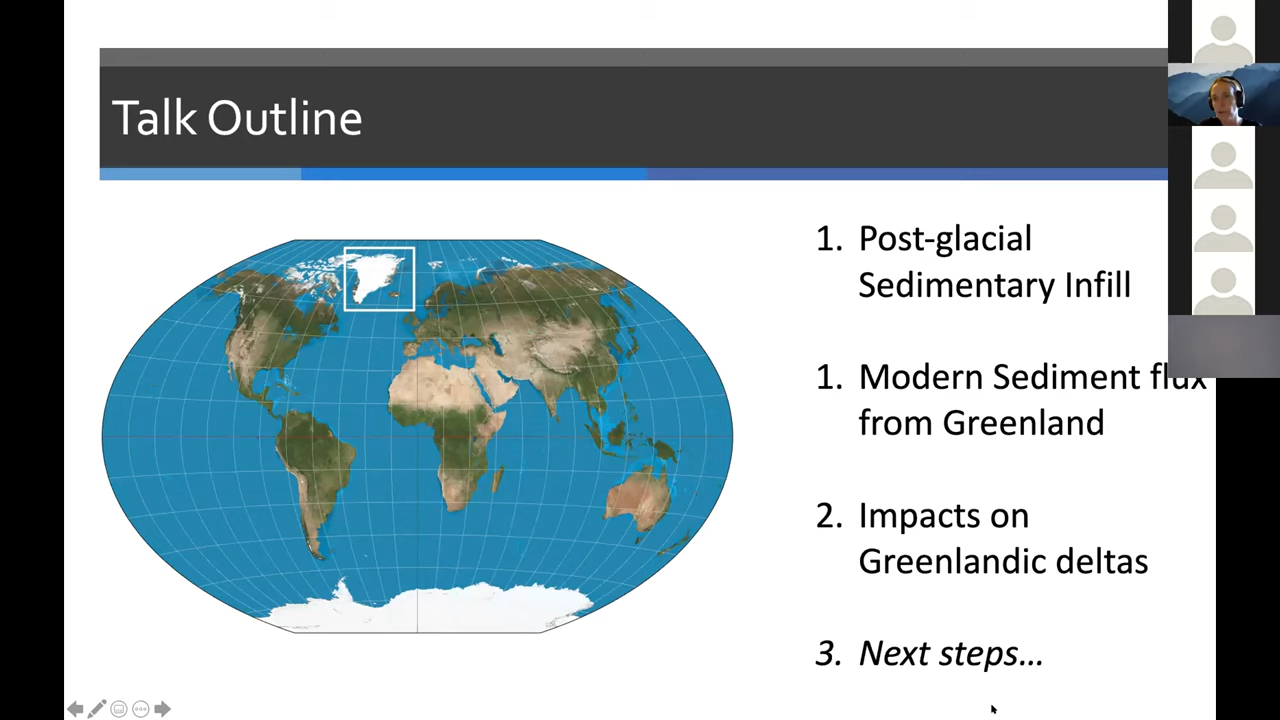 Talk Outline
1. Post-glacial
Sedimentary Infill
1. Modern Sediment flux
from Greenland
2. Impacts on
Greenlandic deltas
3. Next steps...